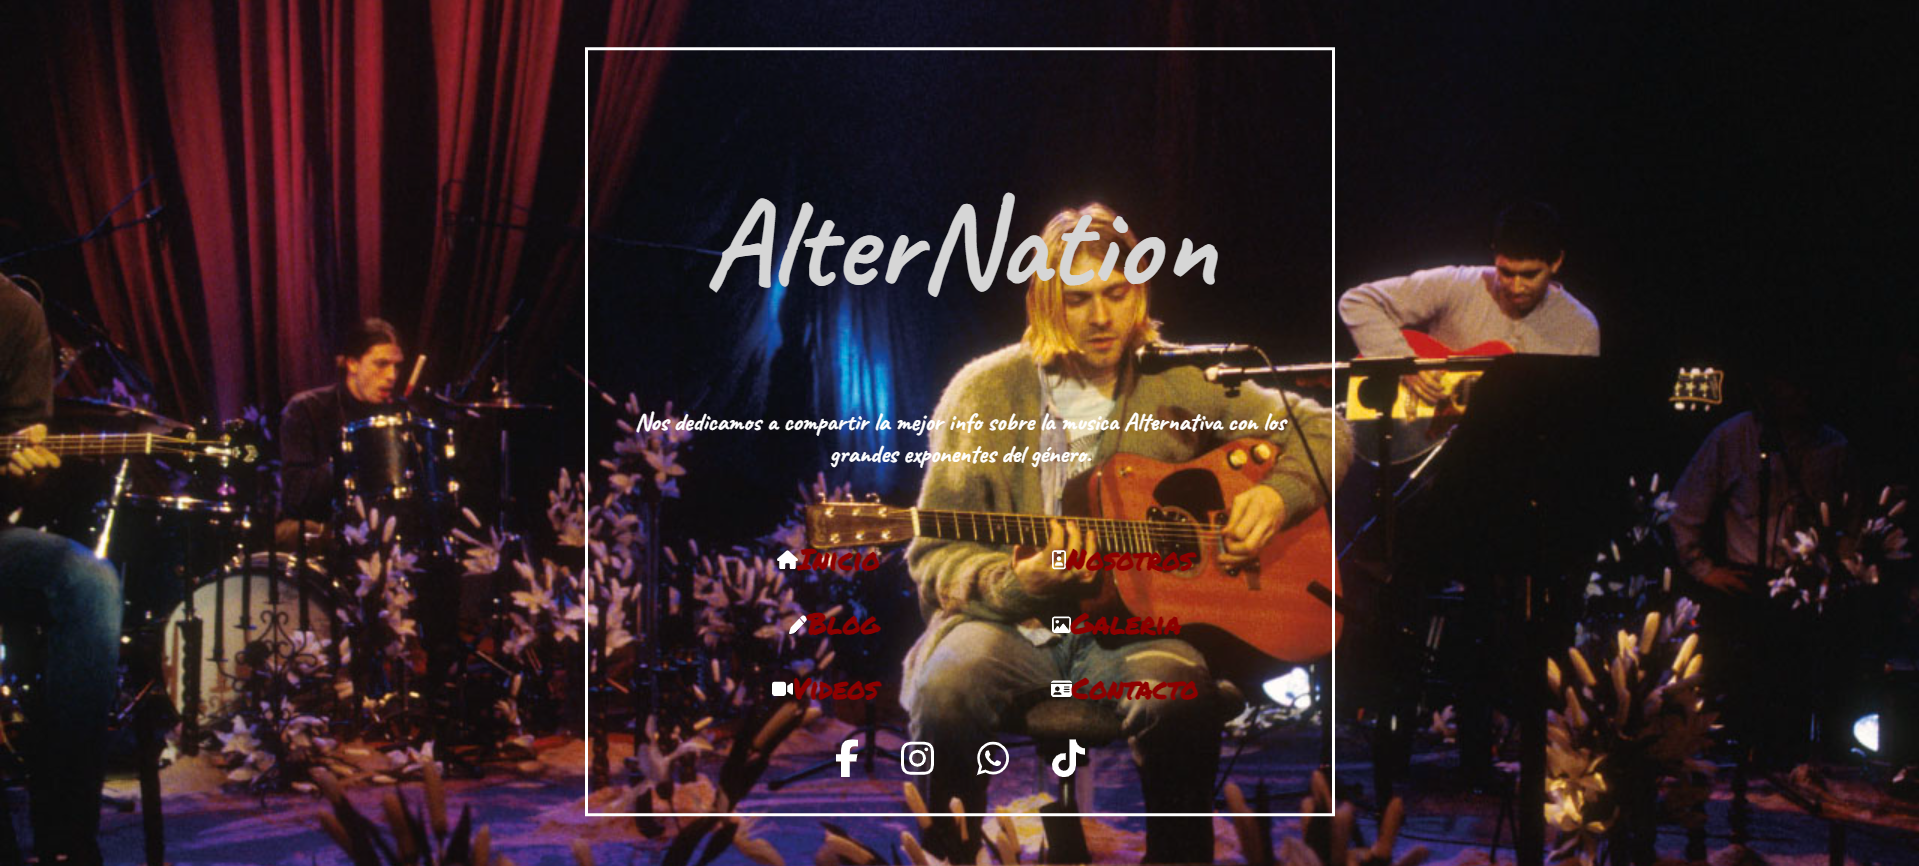 AlterNation
Nos dedicamos a compartir la mejor info sobre la musica Alternativa con los
grandes exponentes del género.
Inicio
Nosotros
Blog
Galeria
Videos
Contacto